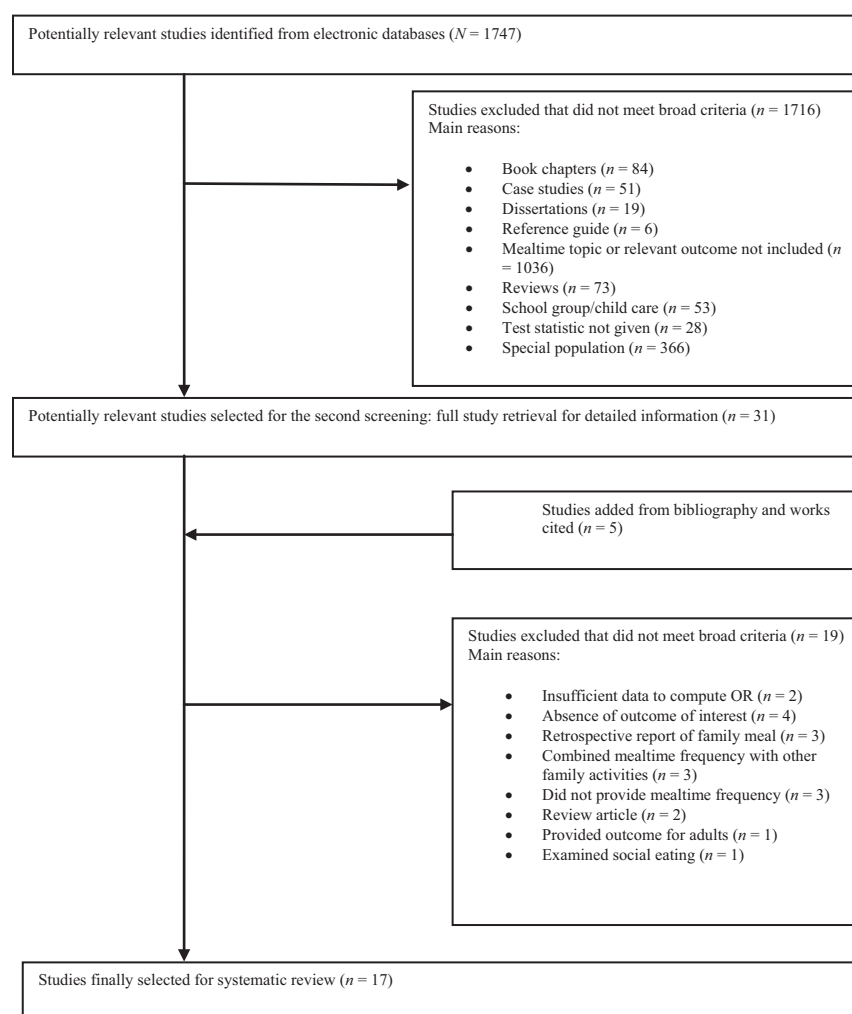 Potentially relevant studies identified from electronic databases (N = 1747)
Studies excluded that did not meet broad criteria (n = 1716)
Main reasons:
• Book chapters (n = 84)
• Case studies (n = 51)
• Dissertations (n = 19)
• Reference guide (n = 6)
• Mealtime topic or relevant outcome not included (n
= 1036)
• Reviews (n = 73)
• School group/child care (n = 53)
• Test statistic not given (n = 28)
• Special population (n = 366)
Potentially relevant studies selected for the second screening: full study retrieval for detailed information (n = 31)
Studies added from bibliography and works
cited (n = 5)
Studies excluded that did not meet broad criteria (n = 19)
Main reasons:
• Insufficient data to compute OR (n = 2)
• Absence of outcome of interest (n = 4)
• Retrospective report of family meal (n = 3)
• Combined mealtime frequency with other
family activities (n = 3)
• Did not provide mealtime frequency (n = 3)
• Review article (n = 2)
• Provided outcome for adults (n = 1)
• Examined social eating (n = 1)
Studies finally selected for systematic review (n = 17)